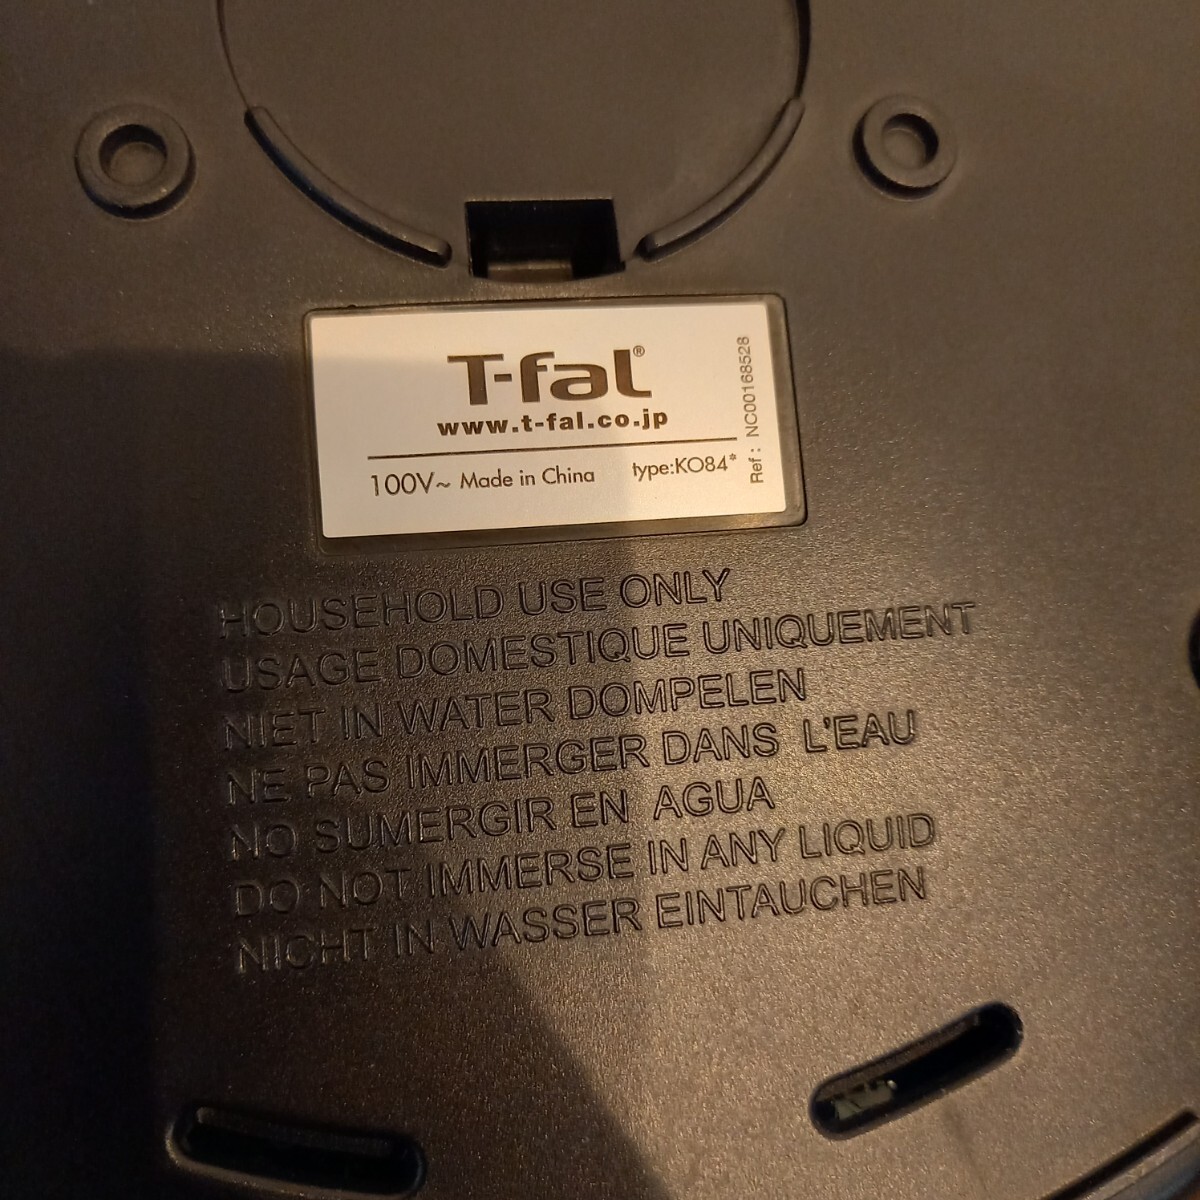 T-fal®
www.t-fal.co.jp
100V~ Made in China type:KO84*
Ref : NC00168528
HOUSEHOLD USE ONLY
USAGE DOMESTIQUE UNIQUEMENT
NIET IN WATER DOMPELEN
NE PAS IMMERGER DANS L'EAU
NO SUMERGIR EN AGUA
DO NOT IMMERSE IN ANY LIQUID
NICHT IN WASSER EINTAUCHEN